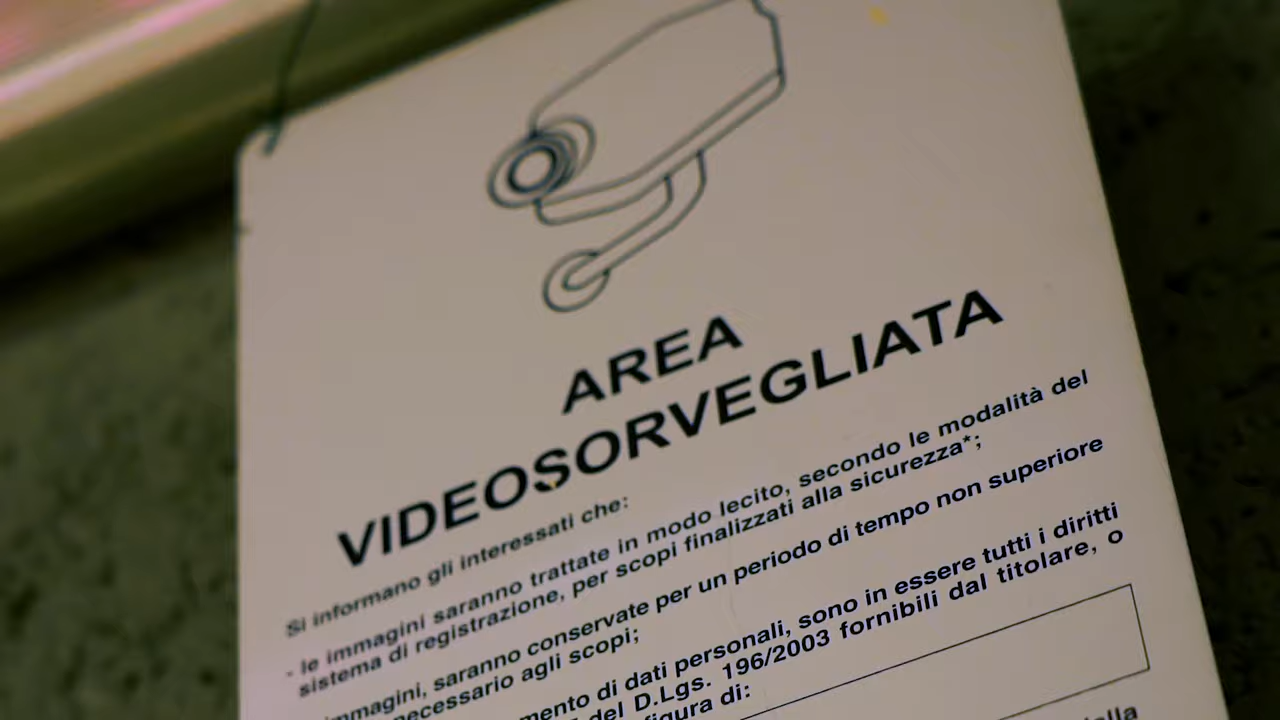 AREA
VIDEOSORVEGLIATA
Si informano gli interessati che:
- le immagini saranno trattate in modo lecito, secondo le modalità del
sistema di registrazione, per scopi finalizzati alla sicurezza*;
immagini, saranno conservate per un periodo di tempo non superiore
necessario agli scopi;
di dati personali, sono in essere tutti i diritti
del D.Lgs. 196/2003 fornibili dal titolare, o
figura di: